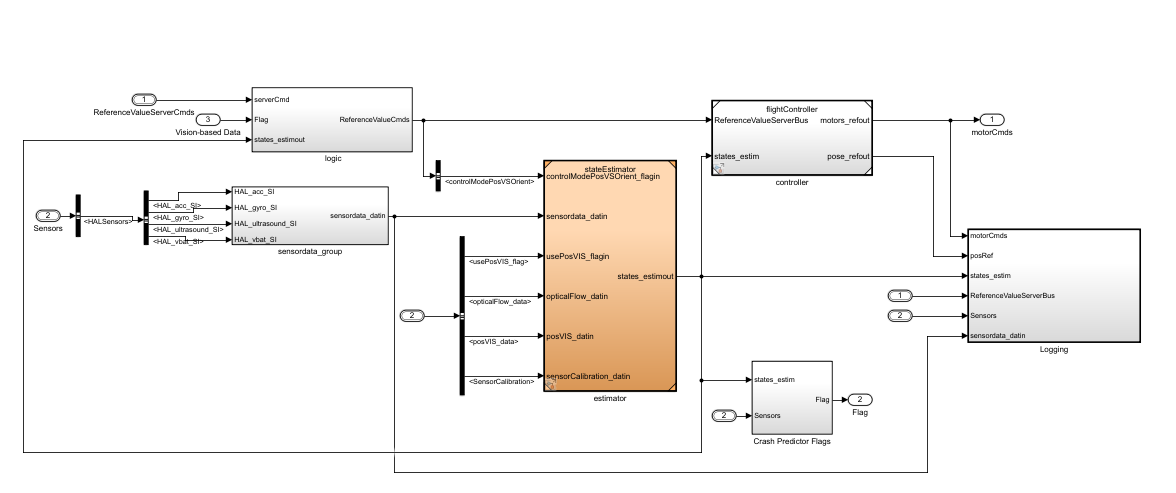 1
ReferenceValueServerCmds
3
Vision-based Data
serverCmd
Flag
states_estimout
ReferenceValueCmds
logic
flightController
ReferenceValueServerBus
motors_refout
states_estim
pose_refout
controller
1
motorCmds
<controlModePosVSOrient>
2
Sensors
<HALSensors>
<HAL_acc_SI>
<HAL_gyro_SI>
<HAL_ultrasound_SI>
<HAL_vbat_SI>
HAL_acc_SI
HAL_gyro_SI
HAL_ultrasound_SI
HAL_vbat_SI
sensordata_datin
sensordata_group
stateEstimator
controlModePosVSOrient_flagin
sensordata_datin
usePosVIS_flagin
states_estimout
opticalFlow_datin
posVIS_datin
sensorCalibration_datin
estimator
2
<usePosVIS_flag>
<opticalFlow_data>
<posVIS_data>
<SensorCalibration>
motorCmds
posRef
states_estim
1
ReferenceValueServerBus
2
Sensors
sensordata_datin
Logging
states_estim
Flag
2
Sensors
Crash Predictor Flags
2
Flag